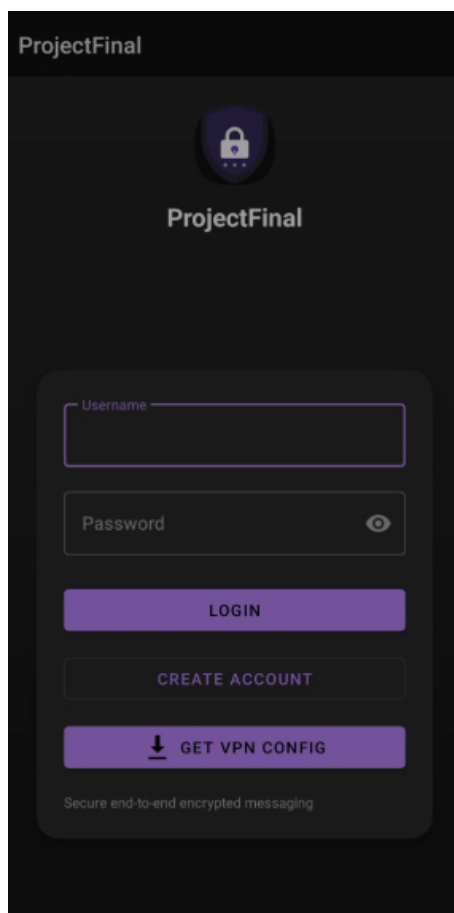 ProjectFinal
ProjectFinal
Username
Password
LOGIN
CREATE ACCOUNT
GET VPN CONFIG
Secure end-to-end encrypted messaging